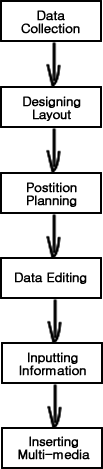 Data
Collection
Designing
Layout
Postition
Planning
Data Editing
Inputting
Information
Inserting
Multi-media